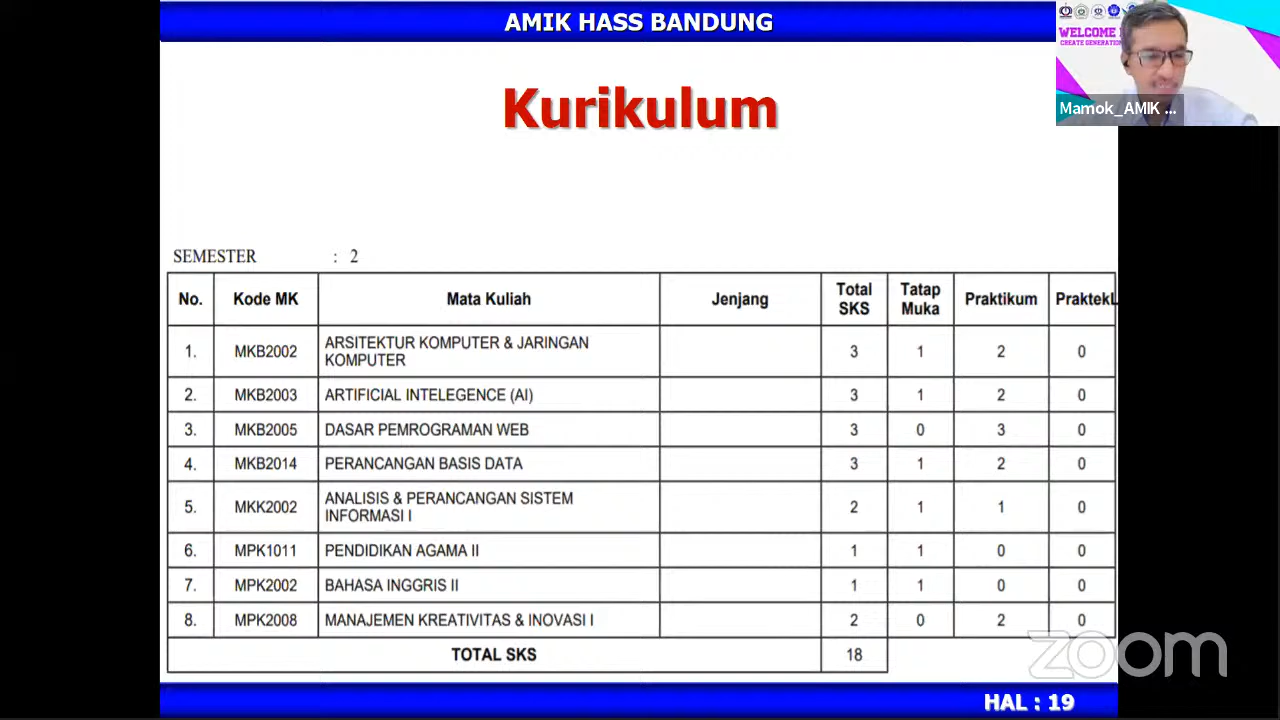 AMIK HASS BANDUNG
WELCOME
CREATE GENERATION
Mamok_AMIK ...
Kurikulum
SEMESTER : 2
No. Kode MK Mata Kuliah Jenjang Total SKS Tatap Muka Praktikum PraktekL
1. MKB2002 ARSITEKTUR KOMPUTER & JARINGAN KOMPUTER 3 1 2 0
2. MKB2003 ARTIFICIAL INTELEGENCE (AI) 3 1 2 0
3. MKB2005 DASAR PEMROGRAMAN WEB 3 0 3 0
4. MKB2014 PERANCANGAN BASIS DATA 3 1 2 0
5. MKK2002 ANALISIS & PERANCANGAN SISTEM INFORMASI I 2 1 1 0
6. MPK1011 PENDIDIKAN AGAMA II 1 1 0 0
7. MPK2002 BAHASA INGGRIS II 1 1 0 0
8. MPK2008 MANAJEMEN KREATIVITAS & INOVASI I 2 0 2 0
TOTAL SKS 18
zoom
HAL : 19